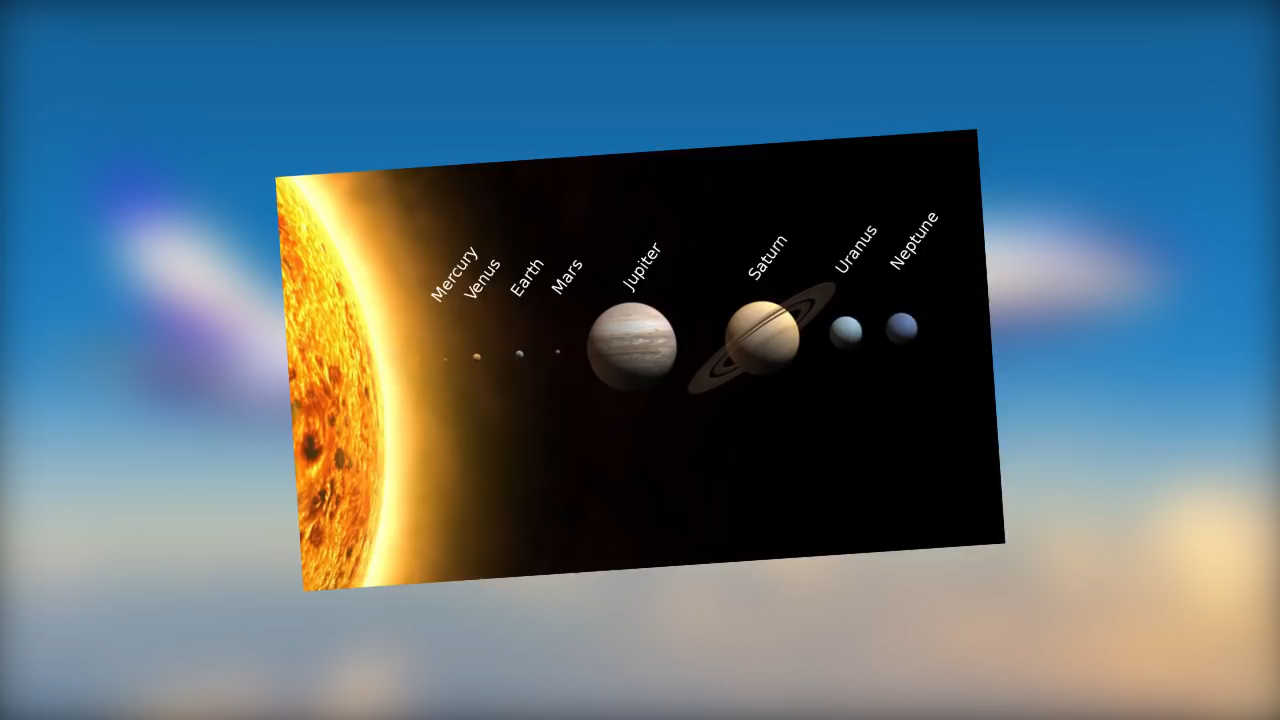 Mercury
Venus
Earth
Mars
Jupiter
Saturn
Uranus
Neptune